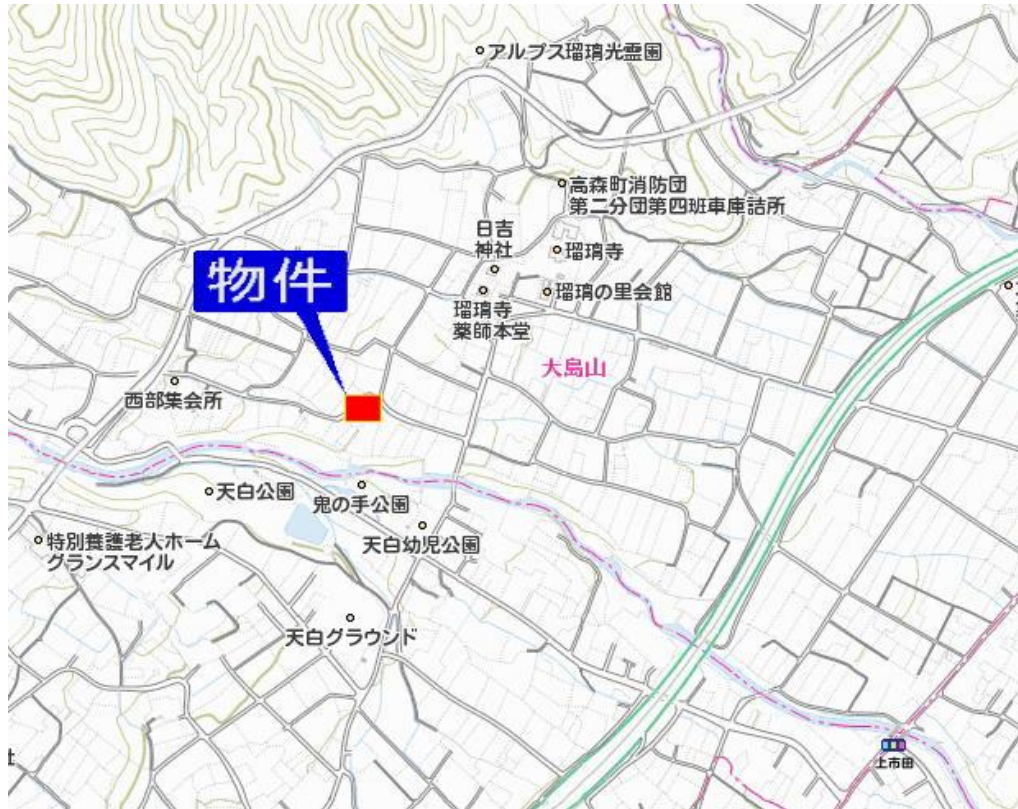 アルプス瑠璃光霊園
高森町消防団
第二分団第四班車庫詰所
日吉
神社
瑠璃寺
物件
瑠璃の里会館
瑠璃寺
薬師本堂
大島山
西部集会所
天白公園
鬼の手公園
特別養護老人ホーム
グランスマイル
天白幼児公園
天白グラウンド
上市田